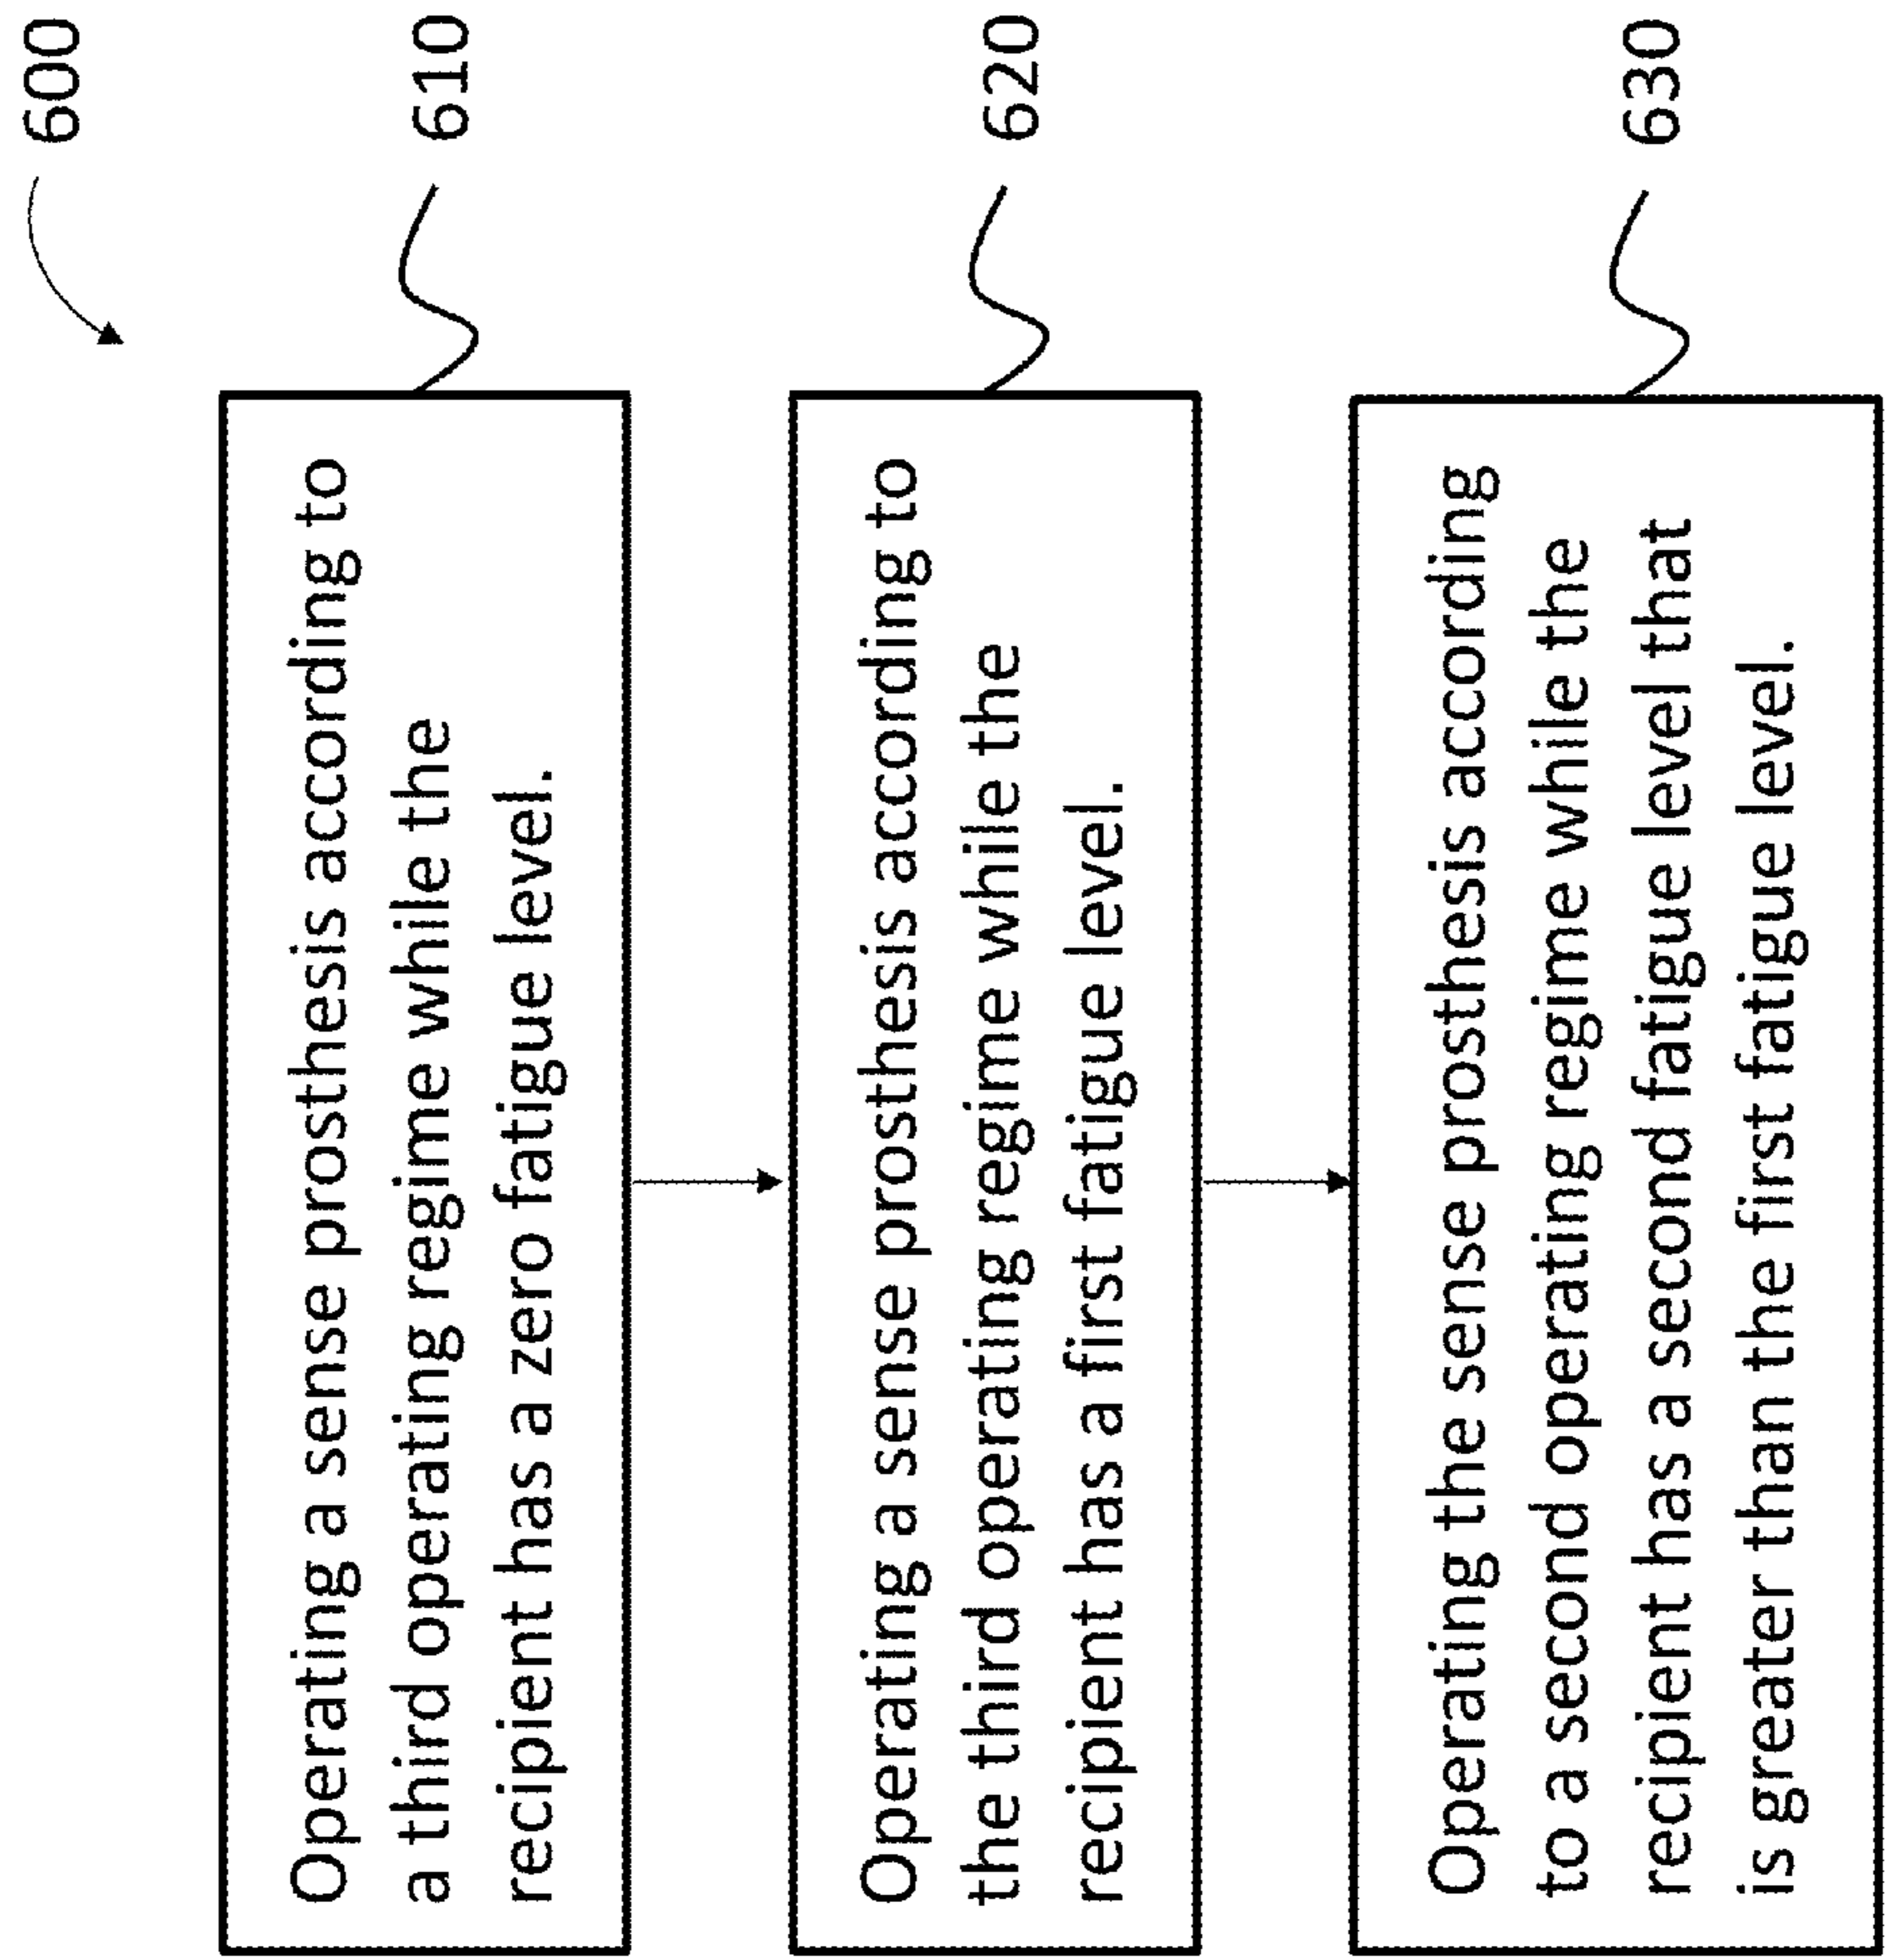 600
Operating a sense prosthesis according to
a third operating regime while the
recipient has a zero fatigue level.
610
Operating a sense prosthesis according to
the third operating regime while the
recipient has a first fatigue level.
620
Operating the sense prosthesis according
to a second operating regime while the
recipient has a second fatigue level that
is greater than the first fatigue level.
630